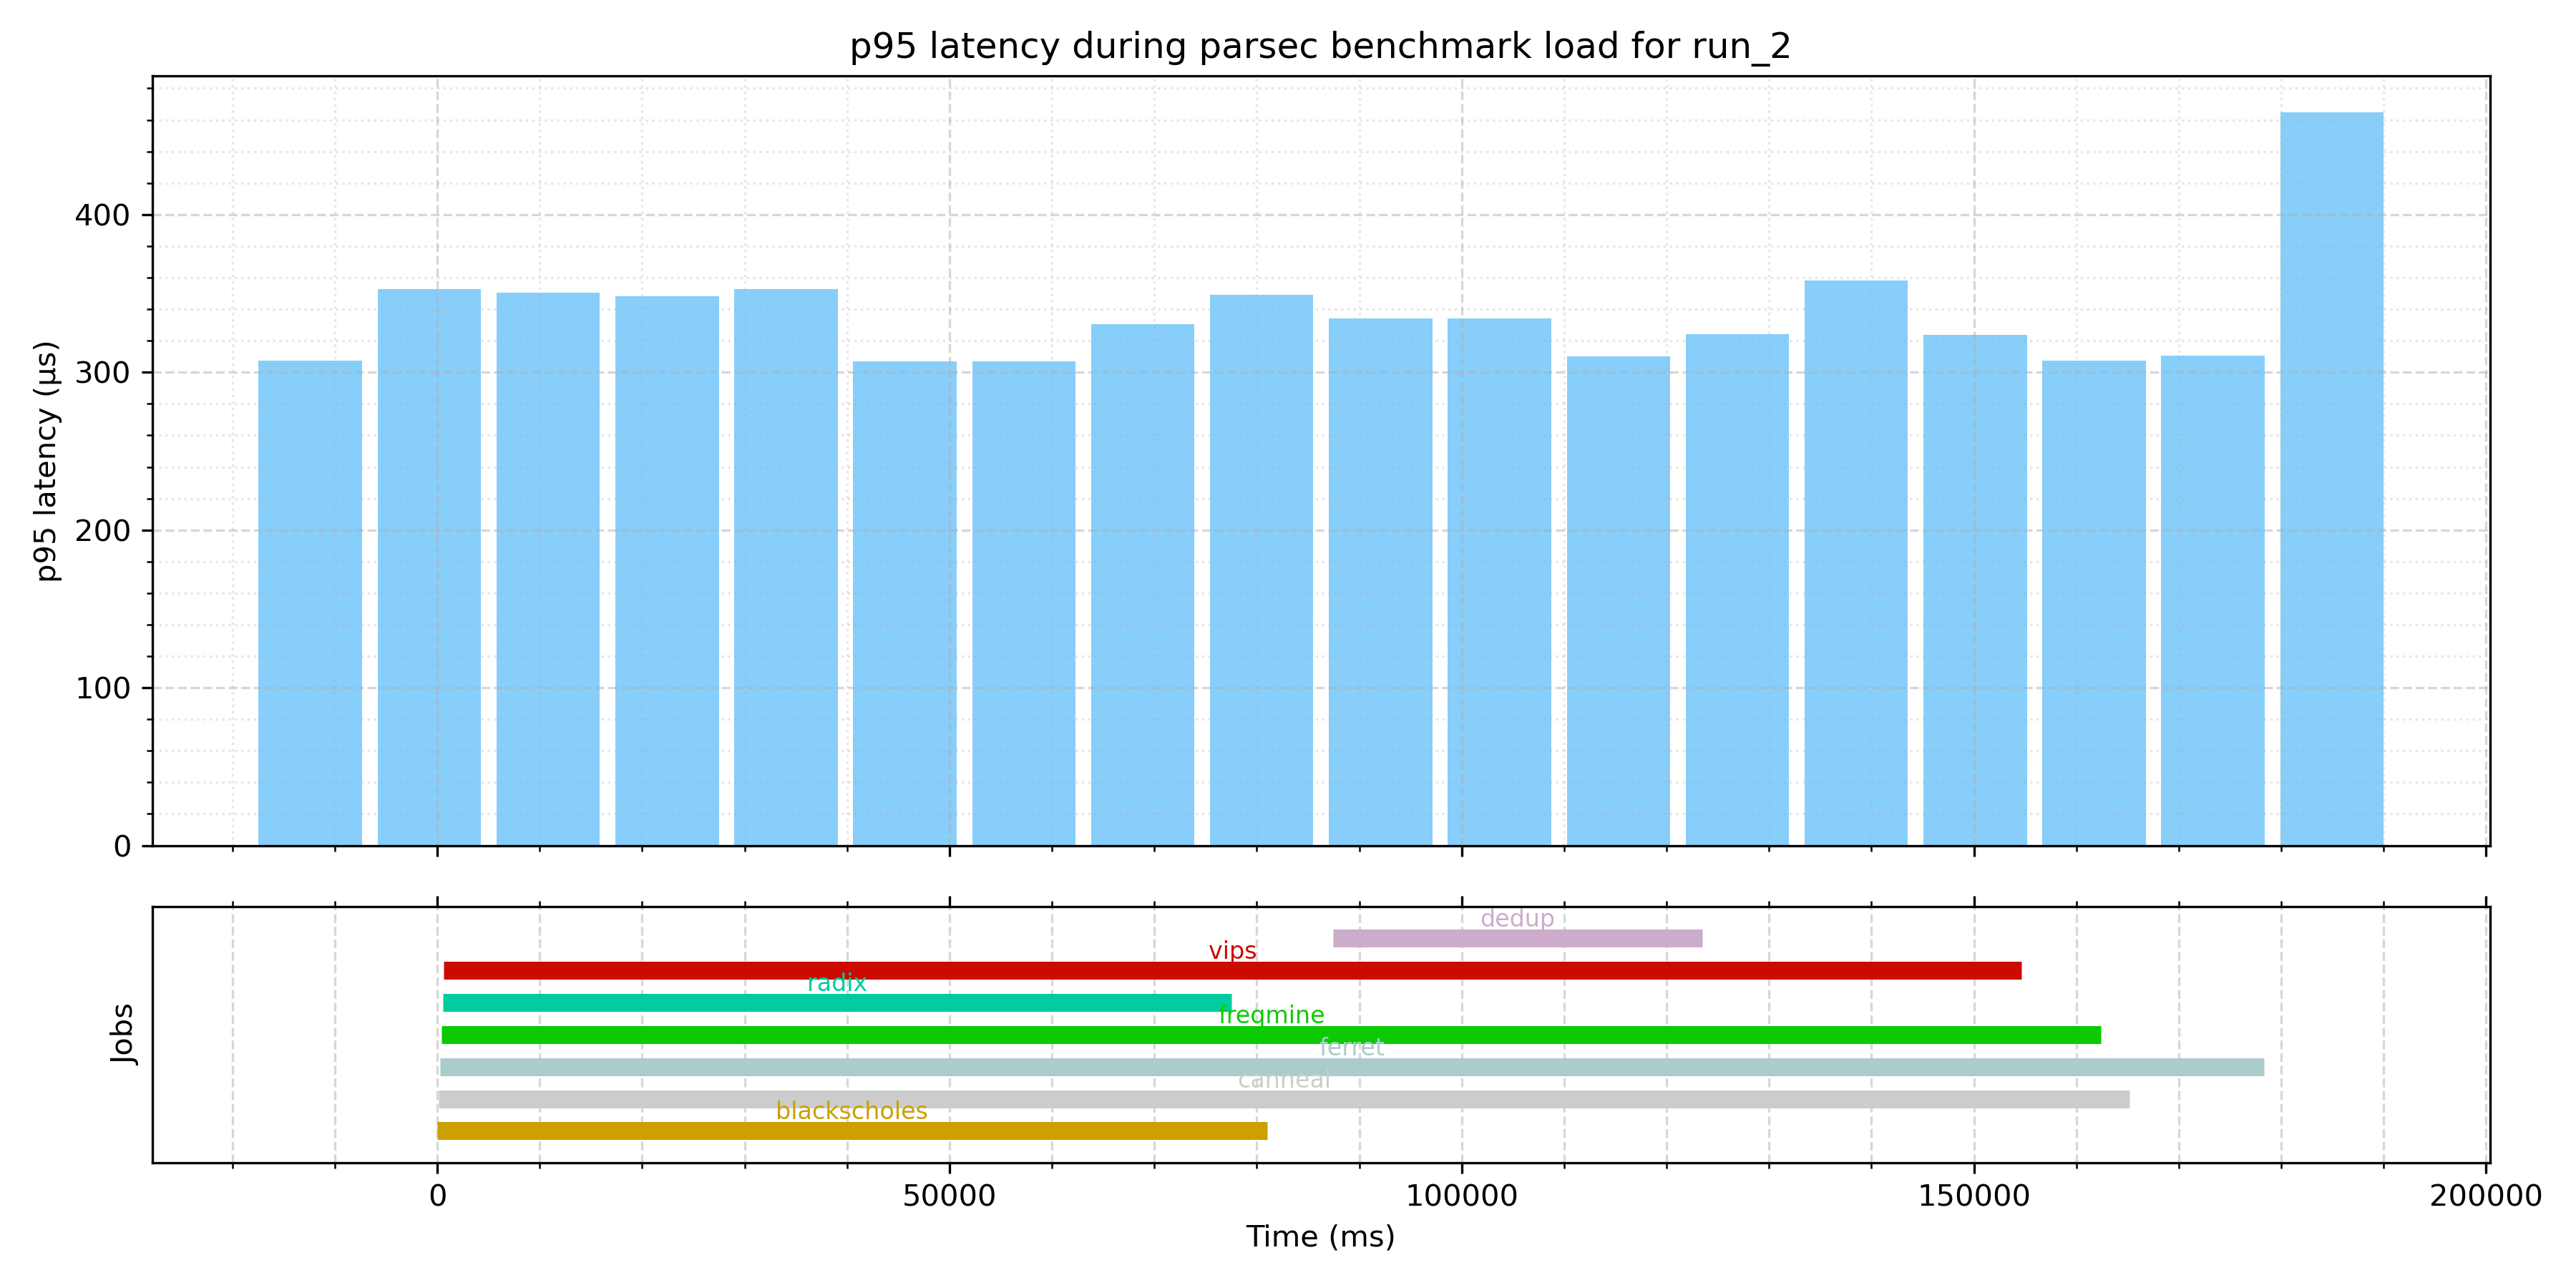 p95 latency during parsec benchmark load for run_2
p95 latency (µs)
400
300
200
100
0
Jobs
dedup
vips
radix
freqmine
ferret
canneal
blackscholes
0 50000 100000 150000 200000
Time (ms)